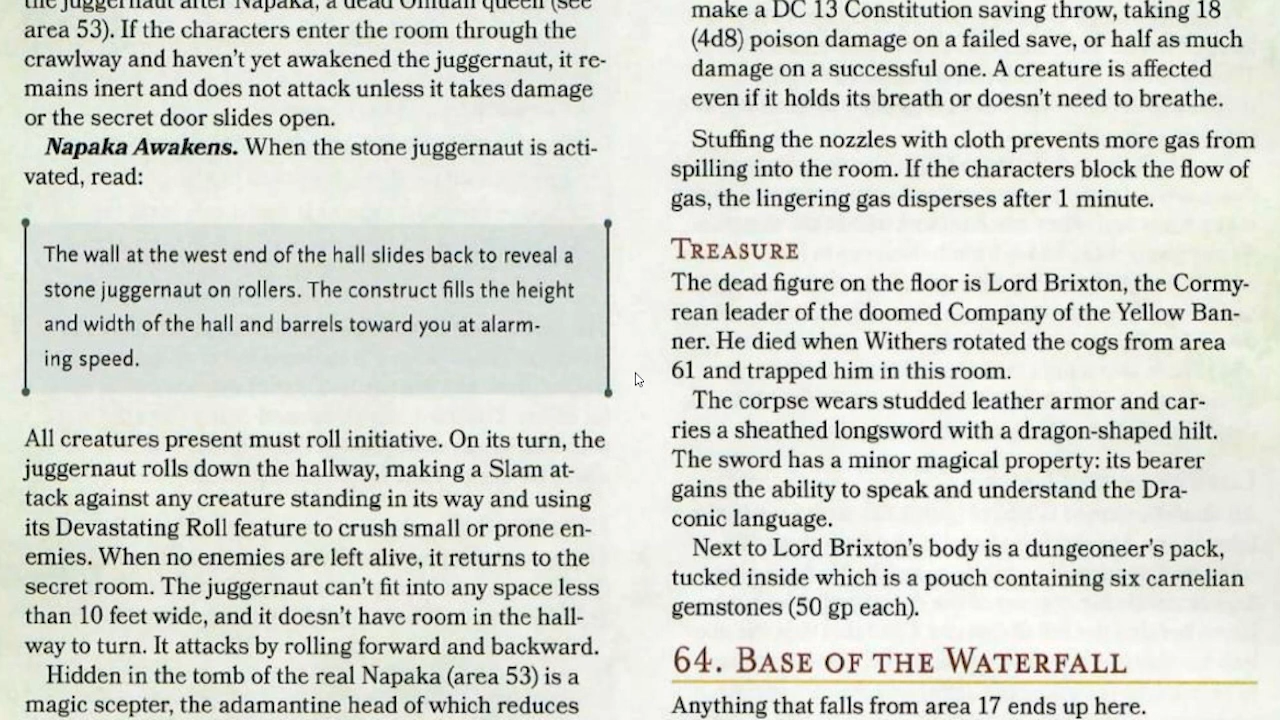 the juggernaut after Napaka, a dead Omuan queen (see
area 53). If the characters enter the room through the
crawlway and haven't yet awakened the juggernaut, it re-
mains inert and does not attack unless it takes damage
or the secret door slides open.
Napaka Awakens. When the stone juggernaut is acti-
vated, read:
The wall at the west end of the hall slides back to reveal a
stone juggernaut on rollers. The construct fills the height
and width of the hall and barrels toward you at alarm-
ing speed.
All creatures present must roll initiative. On its turn, the
juggernaut rolls down the hallway, making a Slam at-
tack against any creature standing in its way and using
its Devastating Roll feature to crush small or prone en-
emies. When no enemies are left alive, it returns to the
secret room. The juggernaut can't fit into any space less
than 10 feet wide, and it doesn't have room in the hall-
way to turn. It attacks by rolling forward and backward.
Hidden in the tomb of the real Napaka (area 53) is a
magic scepter, the adamantine head of which reduces
make a DC 13 Constitution saving throw, taking 18
(4d8) poison damage on a failed save, or half as much
damage on a successful one. A creature is affected
even if it holds its breath or doesn't need to breathe.
Stuffing the nozzles with cloth prevents more gas from
spilling into the room. If the characters block the flow of
gas, the lingering gas disperses after 1 minute.
TREASURE
The dead figure on the floor is Lord Brixton, the Cormy-
rean leader of the doomed Company of the Yellow Ban-
ner. He died when Withers rotated the cogs from area
61 and trapped him in this room.
The corpse wears studded leather armor and car-
ries a sheathed longsword with a dragon-shaped hilt.
The sword has a minor magical property: its bearer
gains the ability to speak and understand the Dra-
conic language.
Next to Lord Brixton's body is a dungeoneer's pack,
tucked inside which is a pouch containing six carnelian
gemstones (50 gp each).
64. BASE OF THE WATERFALL
Anything that falls from area 17 ends up here.